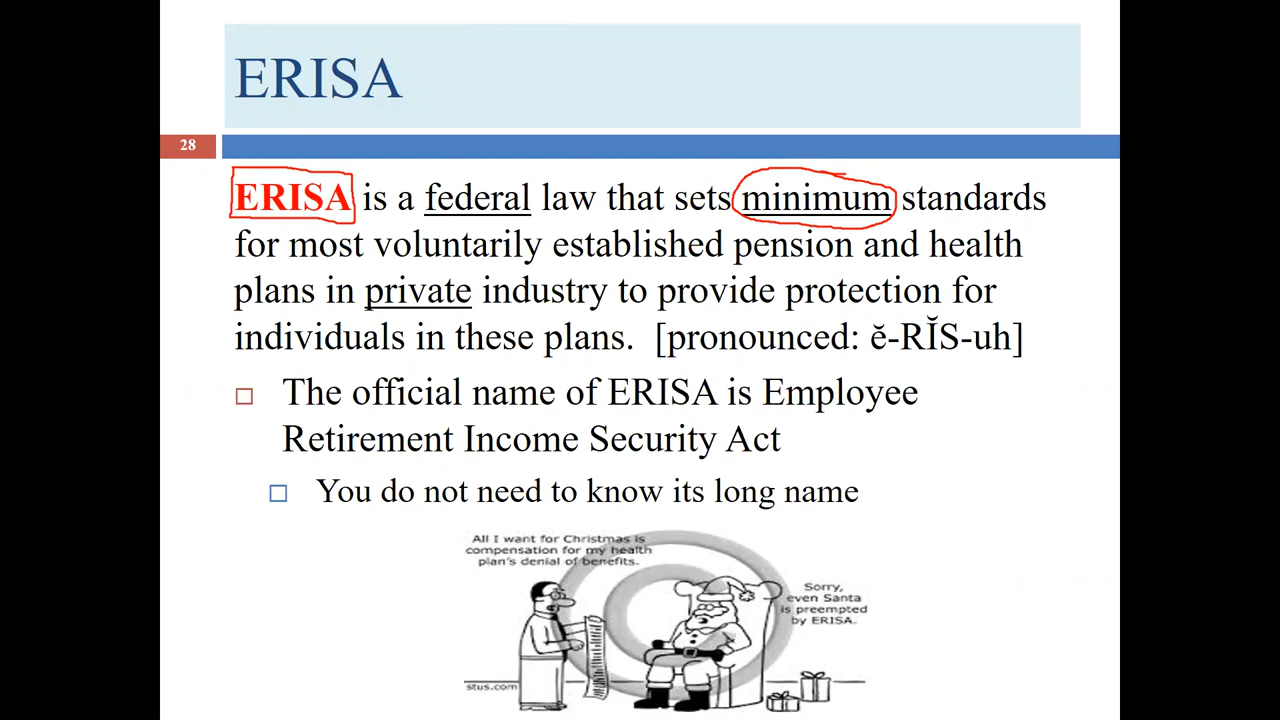 ERISA
28
ERISA is a federal law that sets minimum standards
for most voluntarily established pension and health
plans in private industry to provide protection for
individuals in these plans. [pronounced: ĕ-RĬS-uh]
The official name of ERISA is Employee
Retirement Income Security Act
You do not need to know its long name
All I want for Christmas is
compensation for my health
plan's denial of benefits.
Sorry,
even Santa
is preempted
by ERISA.
stus.com